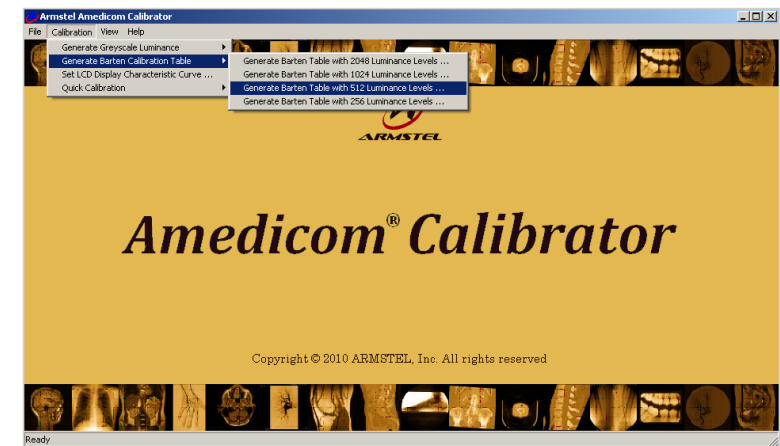 Armstel Amedicom Calibrator
File Calibration View Help
Generate Greyscale Luminance
Generate Barten Calibration Table
Set LCD Display Characteristic Curve ...
Quick Calibration
Generate Barten Table with 2048 Luminance Levels ...
Generate Barten Table with 1024 Luminance Levels ...
Generate Barten Table with 512 Luminance Levels ...
Generate Barten Table with 256 Luminance Levels ...
ARMSTEL
Amedicom® Calibrator
Copyright © 2010 ARMSTEL, Inc. All rights reserved
Ready